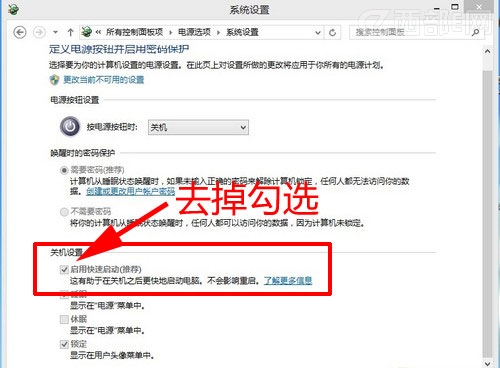 系统设置
所有控制面板项 ▸ 电源选项 ▸ 系统设置
搜索控制面板
定义电源按钮并启用密码保护
选择要为你的计算机设置的电源设置。在此页上对设置所做的更改将应用于你所有的电源计划。
更改当前不可用的设置
电源按钮设置
按电源按钮时: 关机
唤醒时的密码保护
需要密码(推荐)
计算机从睡眠状态唤醒时，如果未输入正确的密码来解除计算机锁定，任何人都无法访问你的数
据。创建或更改用户帐户密码
去掉勾选
不需要密码
将你的计算机从睡眠状态唤醒时，任何人都可以访问你的数据，因为计算机未锁定。
关机设置
启用快速启动(推荐)
这有助于在关机之后更快地启动电脑。不会影响重启。了解更多信息
睡眠
显示在“电源”菜单中。
休眠
显示在“电源”菜单中。
锁定
显示在用户头像菜单中。